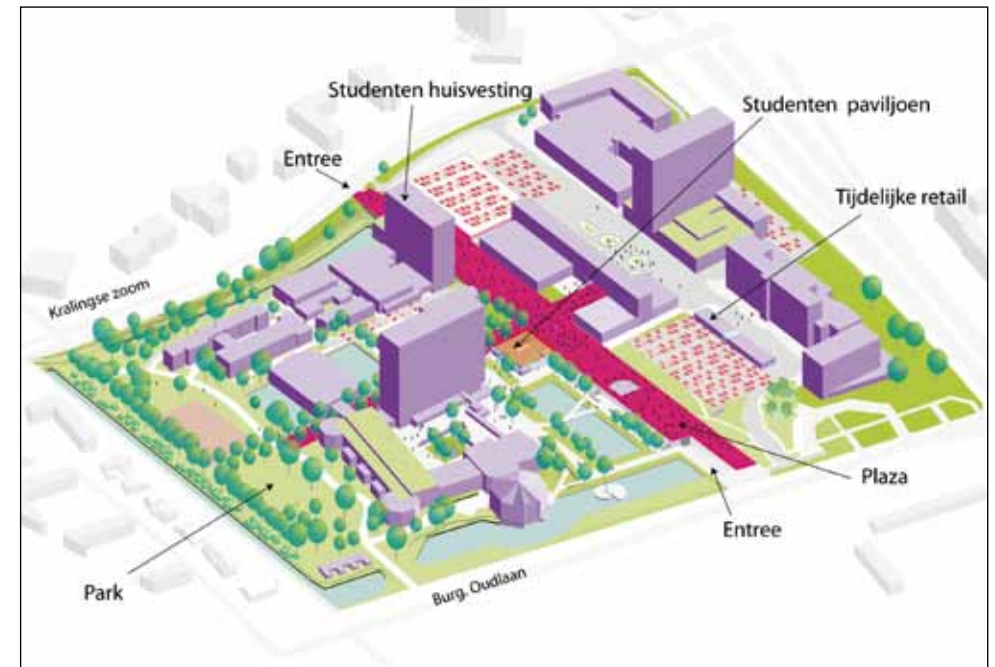 Studenten huisvesting
Studenten paviljoen
Entree
Tijdelijke retail
Kralingse zoom
Plaza
Entree
Park
Burg. Oudlaan